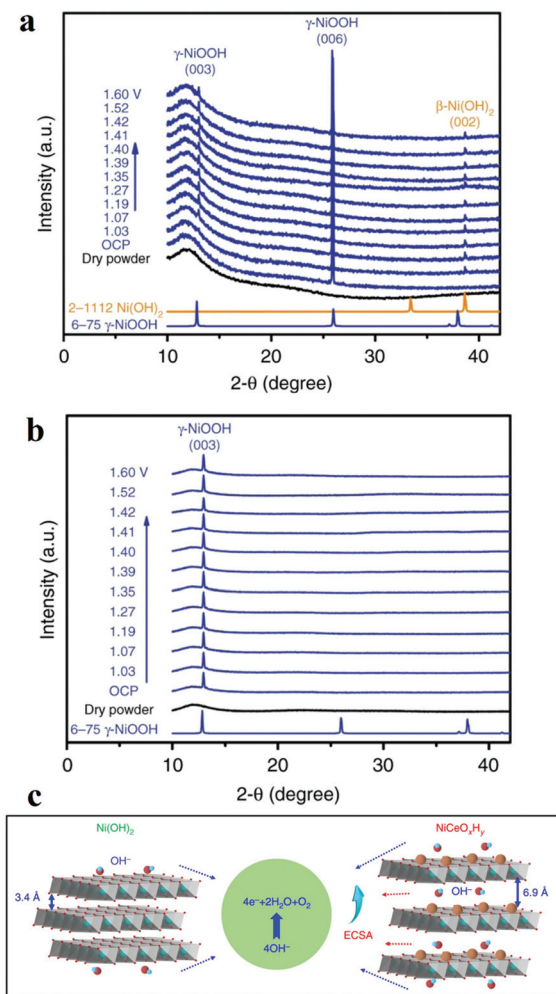 a
γ-NiOOH
(006)
γ-NiOOH
(003)
β-Ni(OH)₂
(002)
1.60 V
1.52
1.42
1.41
1.40
1.39
1.35
1.27
1.19
1.07
1.03
OCP
Dry powder
2–1112 Ni(OH)₂
6–75 γ-NiOOH
Intensity (a.u.)
0 10 20 30 40
2-θ (degree)
b
γ-NiOOH
(003)
1.60 V
1.52
1.42
1.41
1.40
1.39
1.35
1.27
1.19
1.07
1.03
OCP
Dry powder
6–75 γ-NiOOH
Intensity (a.u.)
0 10 20 30 40
2-θ (degree)
c
Ni(OH)₂
OH⁻
3.4 Å
4e⁻+2H₂O+O₂
4OH⁻
ECSA
NiCeOₓHᵧ
OH⁻
6.9 Å